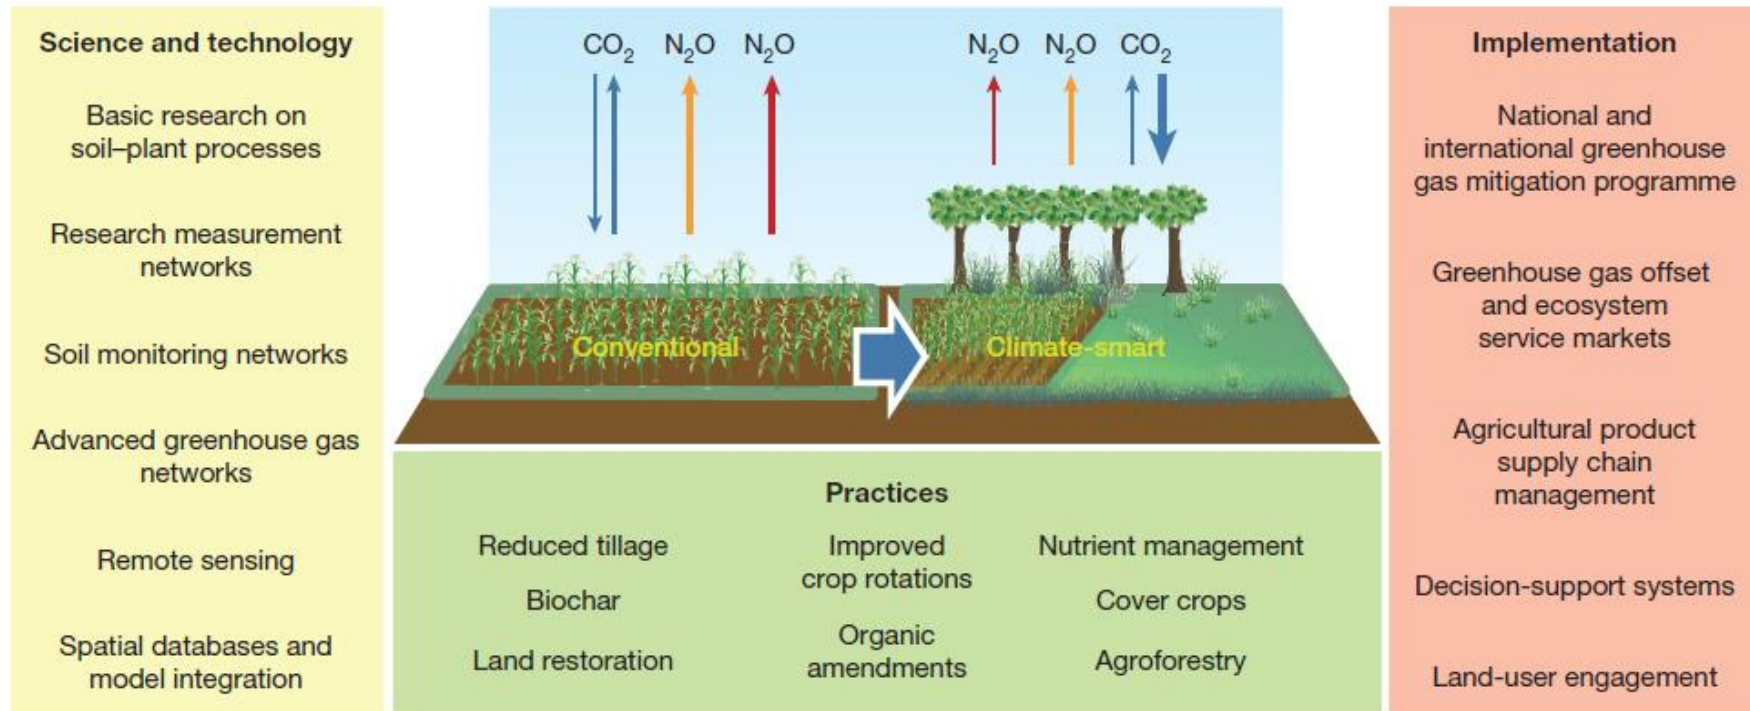 Science and technology
Basic research on
soil–plant processes
Research measurement
networks
Soil monitoring networks
Advanced greenhouse gas
networks
Remote sensing
Spatial databases and
model integration
CO₂ N₂O N₂O
N₂O N₂O CO₂
Conventional
Climate-smart
Practices
Reduced tillage
Biochar
Land restoration
Improved
crop rotations
Organic
amendments
Nutrient management
Cover crops
Agroforestry
Implementation
National and
international greenhouse
gas mitigation programme
Greenhouse gas offset
and ecosystem
service markets
Agricultural product
supply chain
management
Decision-support systems
Land-user engagement